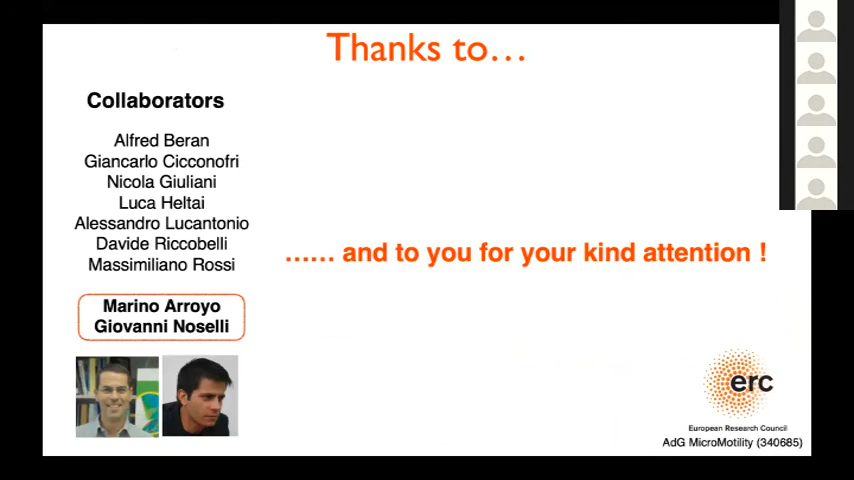 Thanks to…
Collaborators
Alfred Beran
Giancarlo Cicconofri
Nicola Giuliani
Luca Heltai
Alessandro Lucantonio
Davide Riccobelli
Massimiliano Rossi
Marino Arroyo
Giovanni Noselli
…… and to you for your kind attention !
erc
European Research Council
AdG MicroMotility (340685)